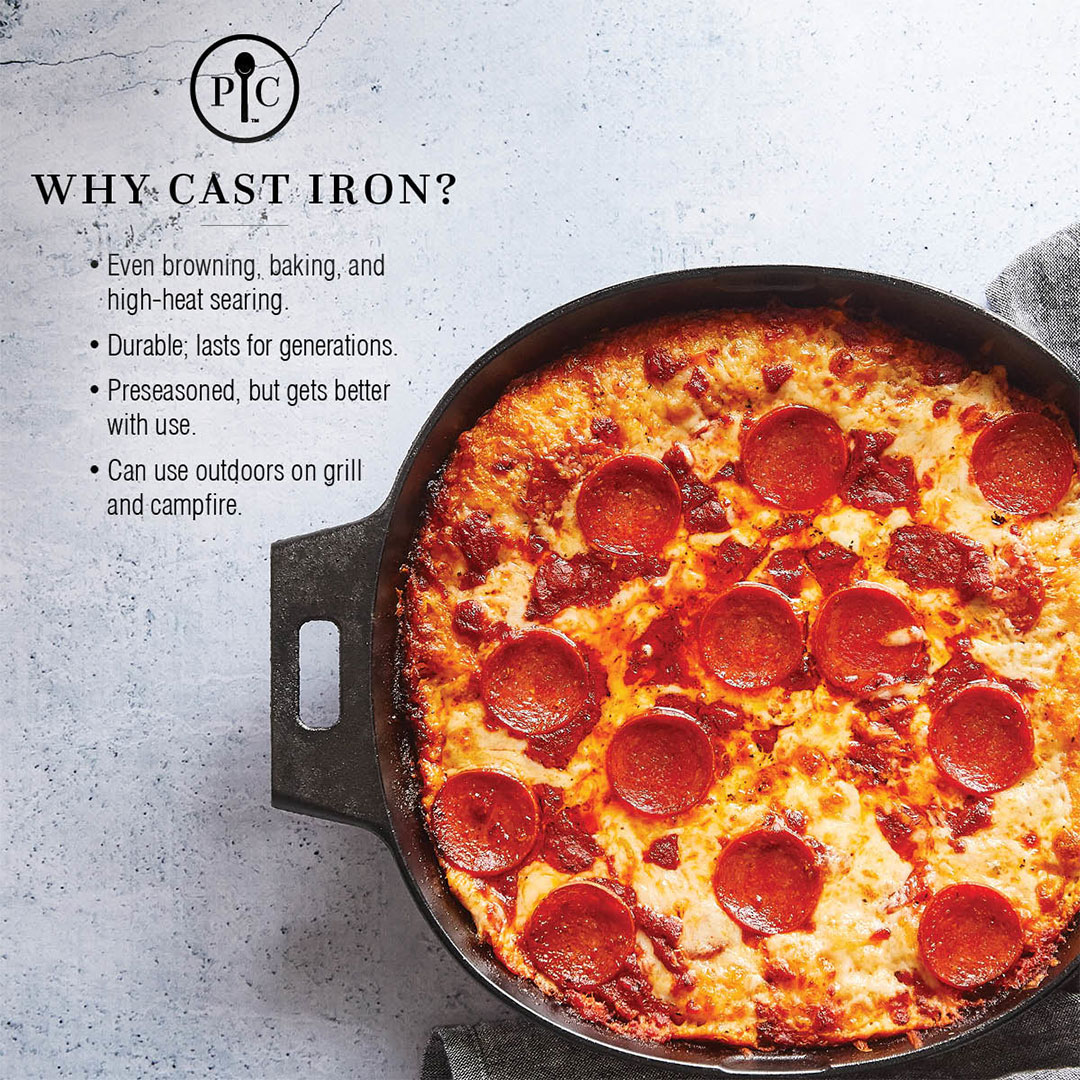 P C
TM
WHY CAST IRON?
• Even browning, baking, and
high-heat searing.
• Durable; lasts for generations.
• Preseasoned, but gets better
with use.
• Can use outdoors on grill
and campfire.